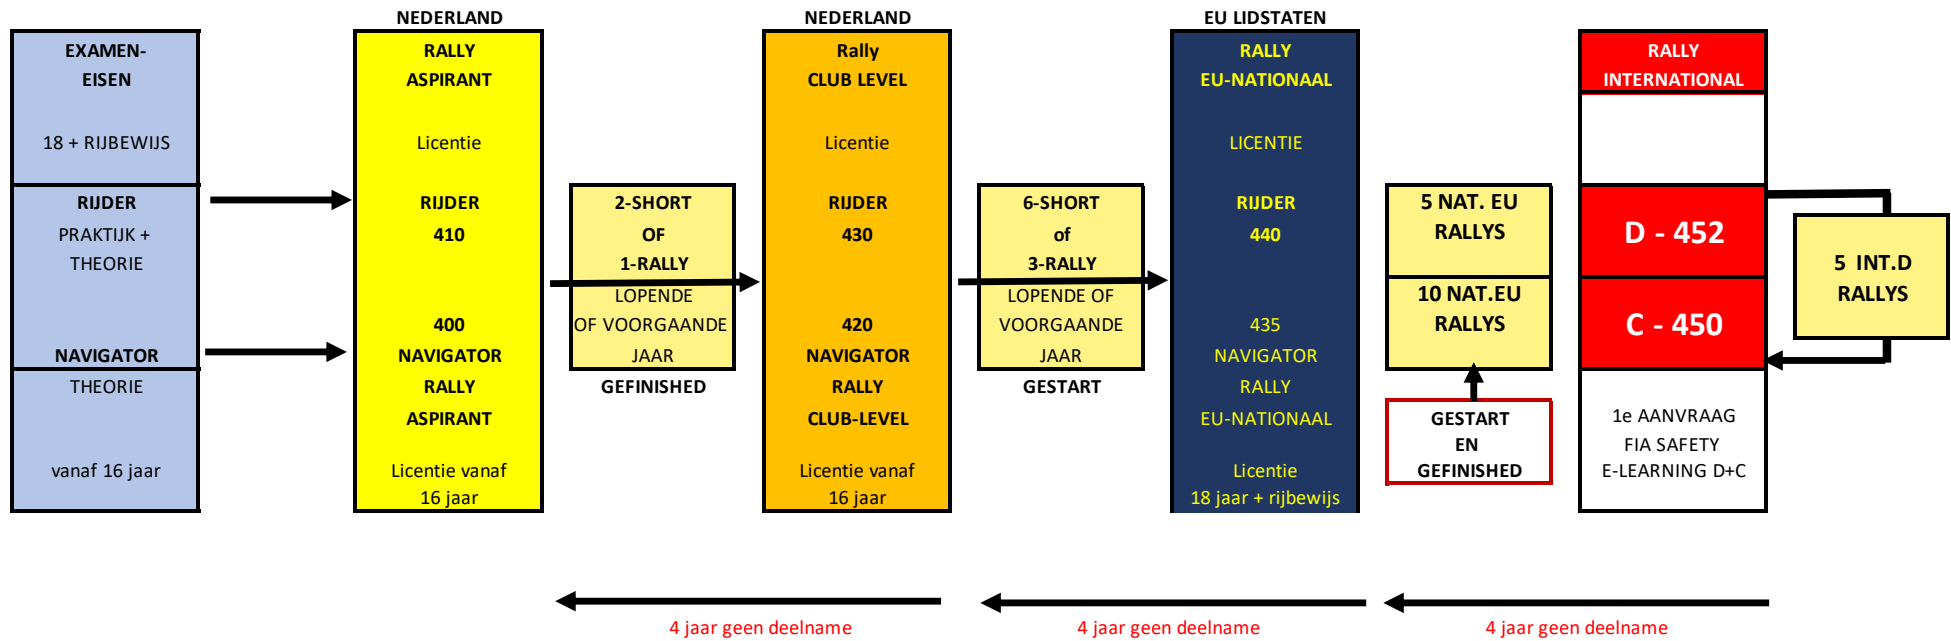 EXAMEN-
EISEN
18 + RIJBEWIJS
RIJDER
PRAKTIJK +
THEORIE
NAVIGATOR
THEORIE
vanaf 16 jaar
NEDERLAND
RALLY
ASPIRANT
Licentie
RIJDER
410
400
NAVIGATOR
RALLY
ASPIRANT
Licentie vanaf
16 jaar
2-SHORT
OF
1-RALLY
LOPENDE
OF VOORGAANDE
JAAR
GEFINISHED
NEDERLAND
Rally
CLUB LEVEL
Licentie
RIJDER
430
420
NAVIGATOR
RALLY
CLUB-LEVEL
Licentie vanaf
16 jaar
6-SHORT
of
3-RALLY
LOPENDE OF
VOORGAANDE
JAAR
GESTART
EU LIDSTATEN
RALLY
EU-NATIONAAL
LICENTIE
RIJDER
440
435
NAVIGATOR
RALLY
EU-NATIONAAL
Licentie
18 jaar + rijbewijs
5 NAT. EU
RALLYS
10 NAT.EU
RALLYS
GESTART
EN
GEFINISHED
RALLY
INTERNATIONAL
D - 452
C - 450
1e AANVRAAG
FIA SAFETY
E-LEARNING D+C
5 INT.D
RALLYS
4 jaar geen deelname
4 jaar geen deelname
4 jaar geen deelname